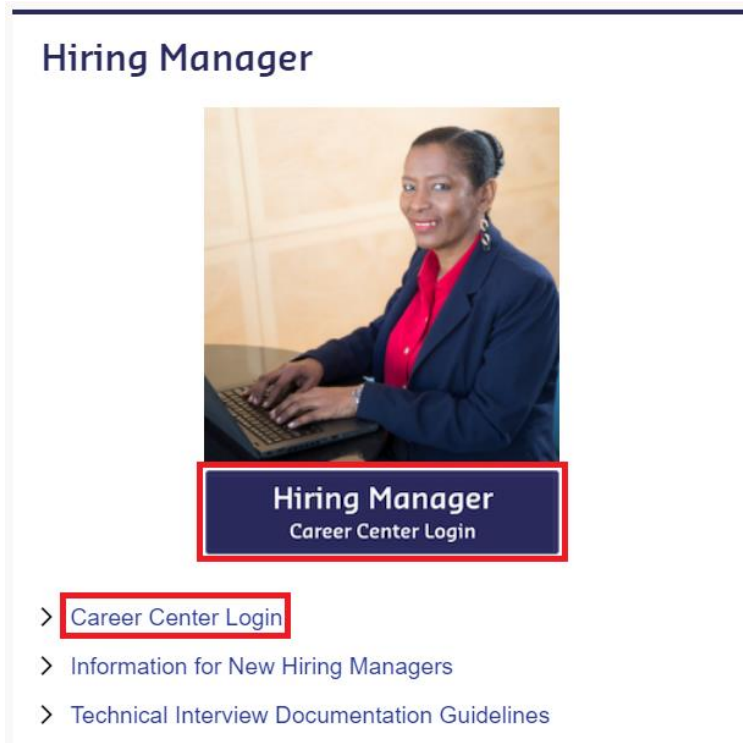 Hiring Manager
Hiring Manager
Career Center Login
Career Center Login
Information for New Hiring Managers
Technical Interview Documentation Guidelines